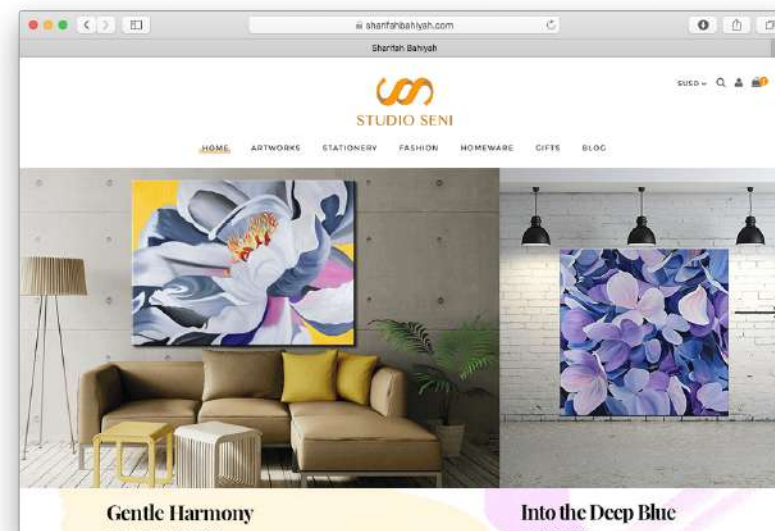 sharifahbahiyah.com
Sharifah Bahiyah
STUDIO SENI
$USD
HOME ARTWORKS STATIONERY FASHION HOMEWARE GIFTS BLOG
Gentle Harmony
Into the Deep Blue